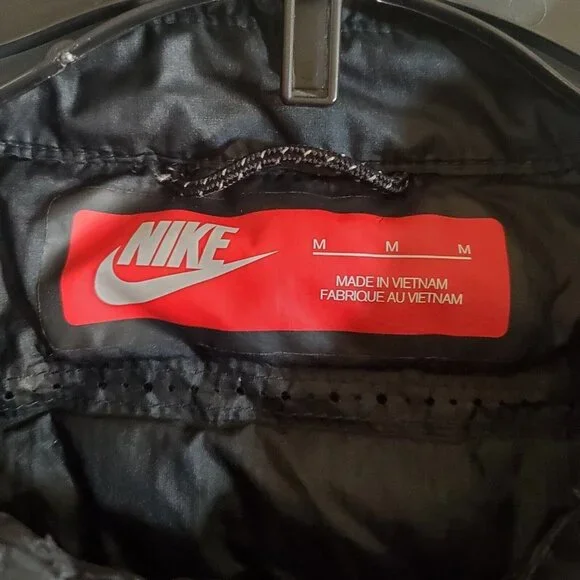 NIKE
M M M
MADE IN VIETNAM
FABRIQUE AU VIETNAM